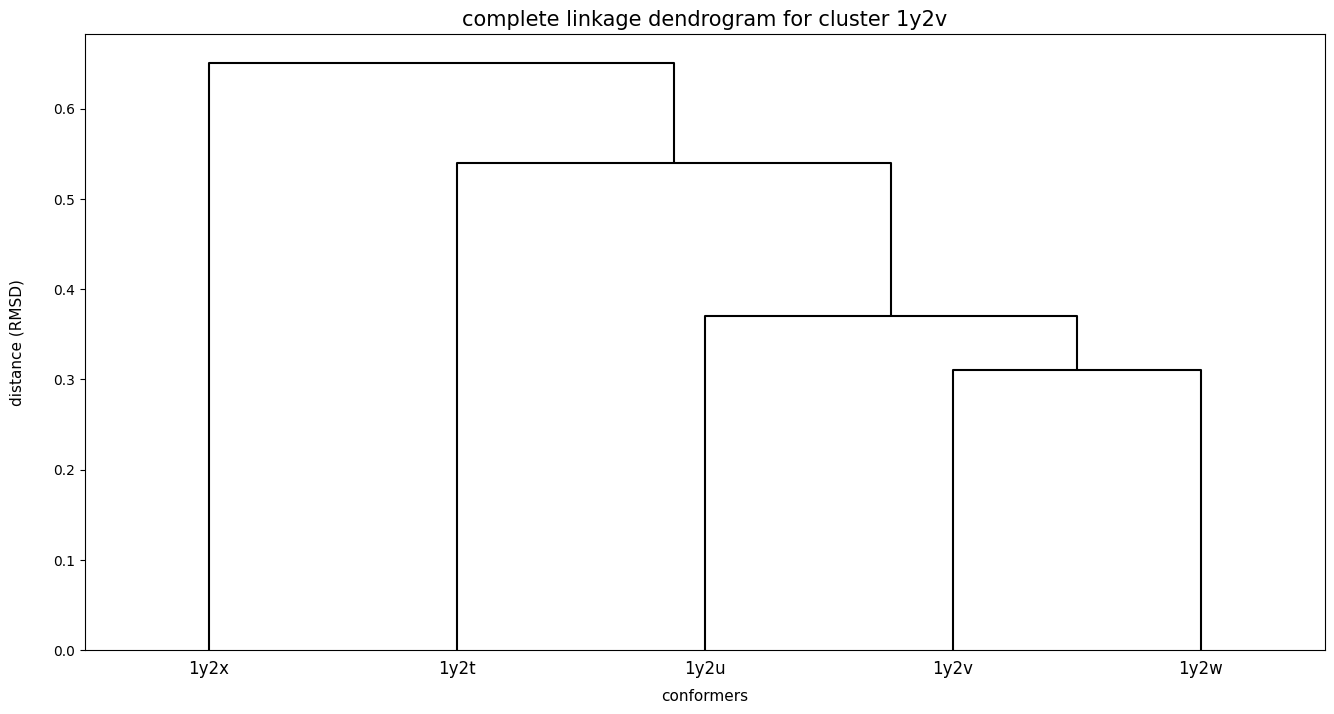 complete linkage dendrogram for cluster 1y2v
distance (RMSD)
0.6
0.5
0.4
0.3
0.2
0.1
0.0
1y2x 1y2t 1y2u 1y2v 1y2w
conformers